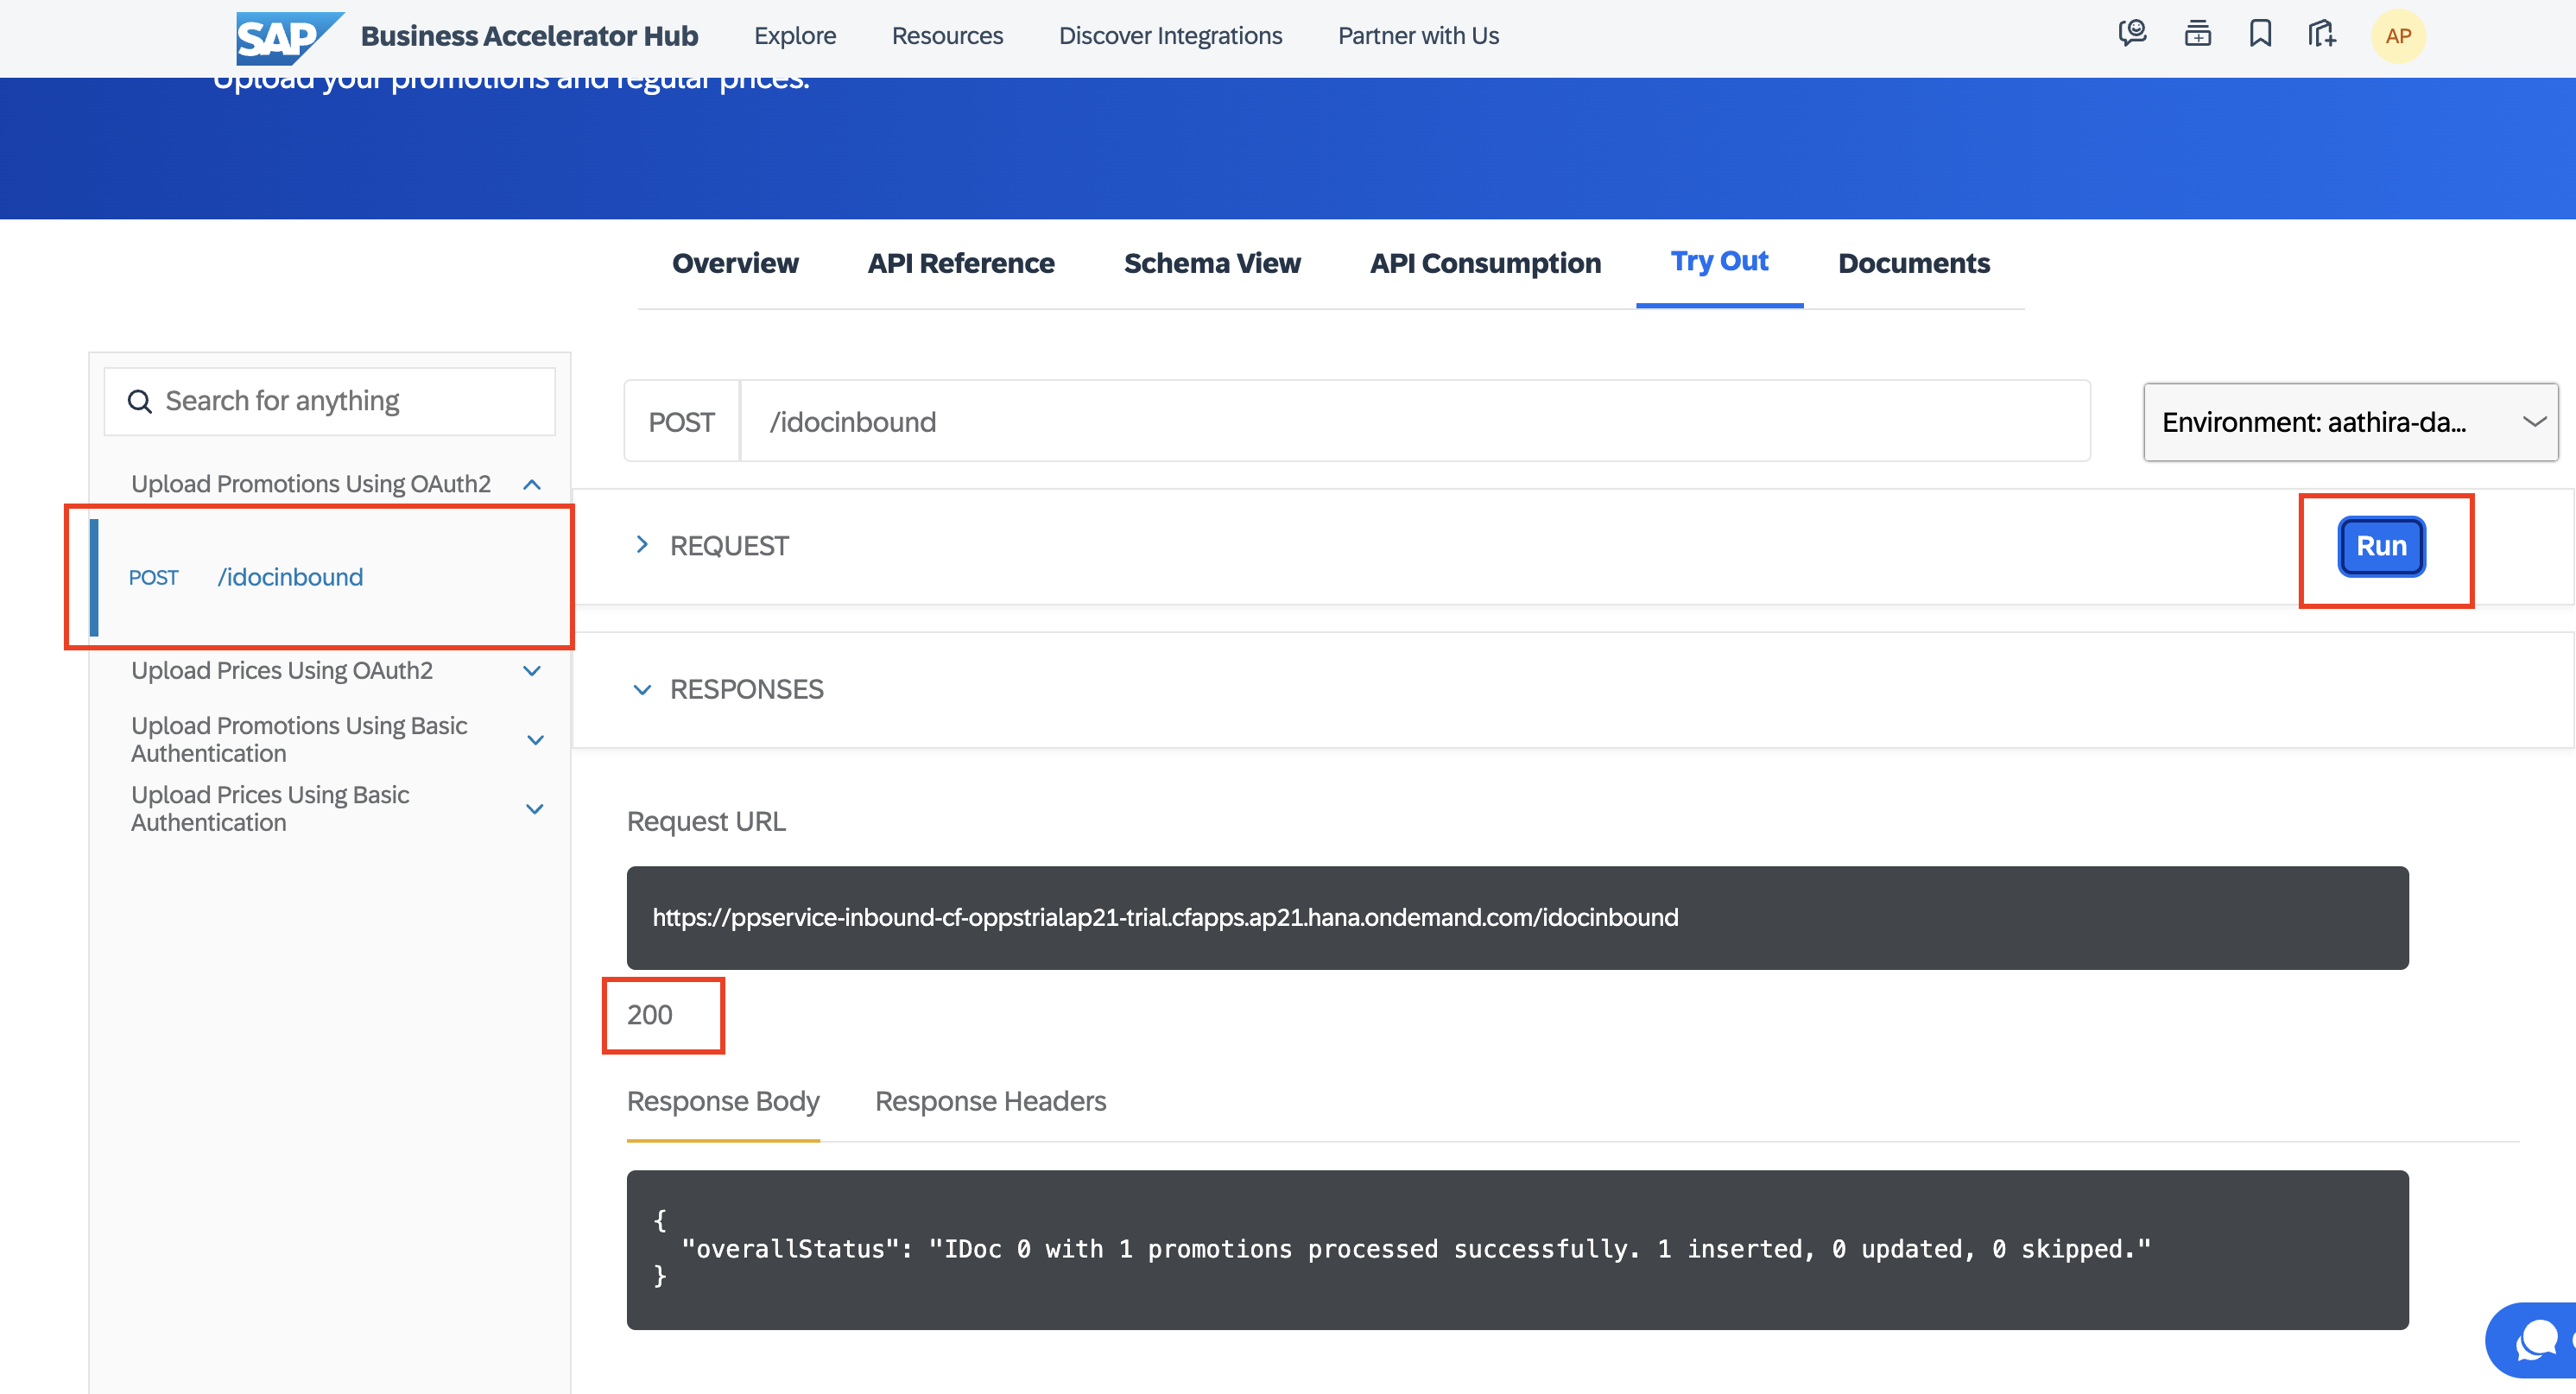 SAP Business Accelerator Hub Explore Resources Discover Integrations Partner with Us AP
Upload your promotions and regular prices.
Overview API Reference Schema View API Consumption Try Out Documents
Search for anything
POST /idocinbound
Environment: aathira-da...
Upload Promotions Using OAuth2
POST /idocinbound
Upload Prices Using OAuth2
Upload Promotions Using Basic
Authentication
Upload Prices Using Basic
Authentication
REQUEST
Run
RESPONSES
Request URL
https://ppservice-inbound-cf-oppstrialap21-trial.cfapps.ap21.hana.ondemand.com/idocinbound
200
Response Body Response Headers
{
"overallStatus": "IDoc 0 with 1 promotions processed successfully. 1 inserted, 0 updated, 0 skipped."
}